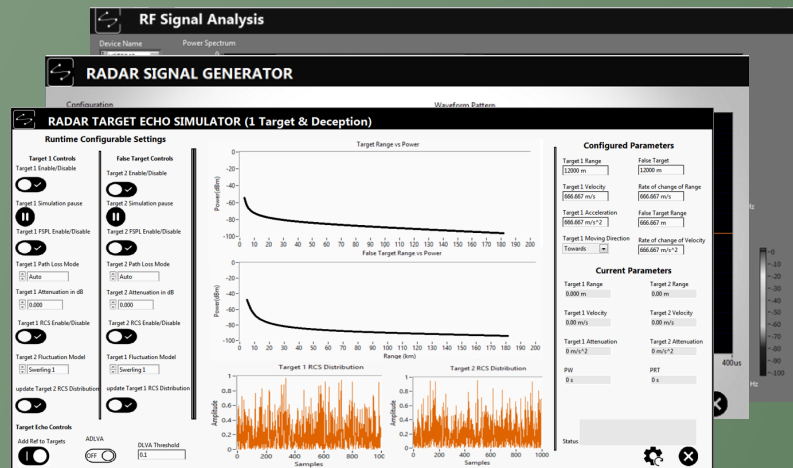 RF Signal Analysis
Device Name
Power Spectrum
0
RADAR SIGNAL GENERATOR
Configuration
Waveform Pattern
RADAR TARGET ECHO SIMULATOR (1 Target & Deception)
Runtime Configurable Settings
Target 1 Controls
Target 1 Enable/Disable
Target 1 Simulation pause
Target 1 FSPL Enable/Disable
Target 1 Path Loss Mode
Auto
Target 1 Attenuation in dB
0.000
Target 1 RCS Enable/Disable
Target 2 Fluctuation Model
Swerling 1
update Target 2 RCS Distribution
False Target Controls
Target 2 Enable/Disable
Target 2 Simulation pause
Target 2 FSPL Enable/Disable
Target 2 Path Loss Mode
Auto
Target 2 Attenuation in dB
0.000
Target 2 RCS Enable/Disable
Target 1 Fluctuation Model
Swerling 1
update Target 1 RCS Distribution
Target Echo Controls
Add Ref to Targets
ADLVA
OFF
DLVA Threshold
0.1
Target Range vs Power
Power(dBm)
0
-20
-40
-60
-80
-100
0 10 20 30 40 50 60 70 80 90 100 110 120 130 140 150 160 170 180 190 200
False Target Range vs Power
Power(dBm)
0
-20
-40
-60
-80
-100
0 10 20 30 40 50 60 70 80 90 100 110 120 130 140 150 160 170 180 190 200
Range (km)
Target 1 RCS Distribution
Amplitude
1
0.8
0.6
0.4
0.2
0
0 200 400 600 800 100
Samples
Target 2 RCS Distribution
Amplitude
1
0.8
0.6
0.4
0.2
0
0 200 400 600 800 1000
Samples
Configured Parameters
Target 1 Range
12000 m
False Target
12000 m
Target 1 Velocity
666.667 m/s
Rate of change of Range
666.667 m/s
Target 1 Acceleration
666.667 m/s^2
False Target Range
666.667 m
Target 1 Moving Direction
Towards
Rate of change of Velocity
666.667 m/s^2
Current Parameters
Target 1 Range
0.000 m
Target 2 Range
0.00 m
Target 1 Velocity
0.00 m/s
Target 2 Velocity
0.00 m/s
Target 1 Attenuation
0 m/s^2
Target 2 Attenuation
0 m/s^2
PW
0 s
PRT
0 s
Status
Hz
400us
0
-10
-20
-30
-40
-50
-60
-70
-80
-90
-100
Hz